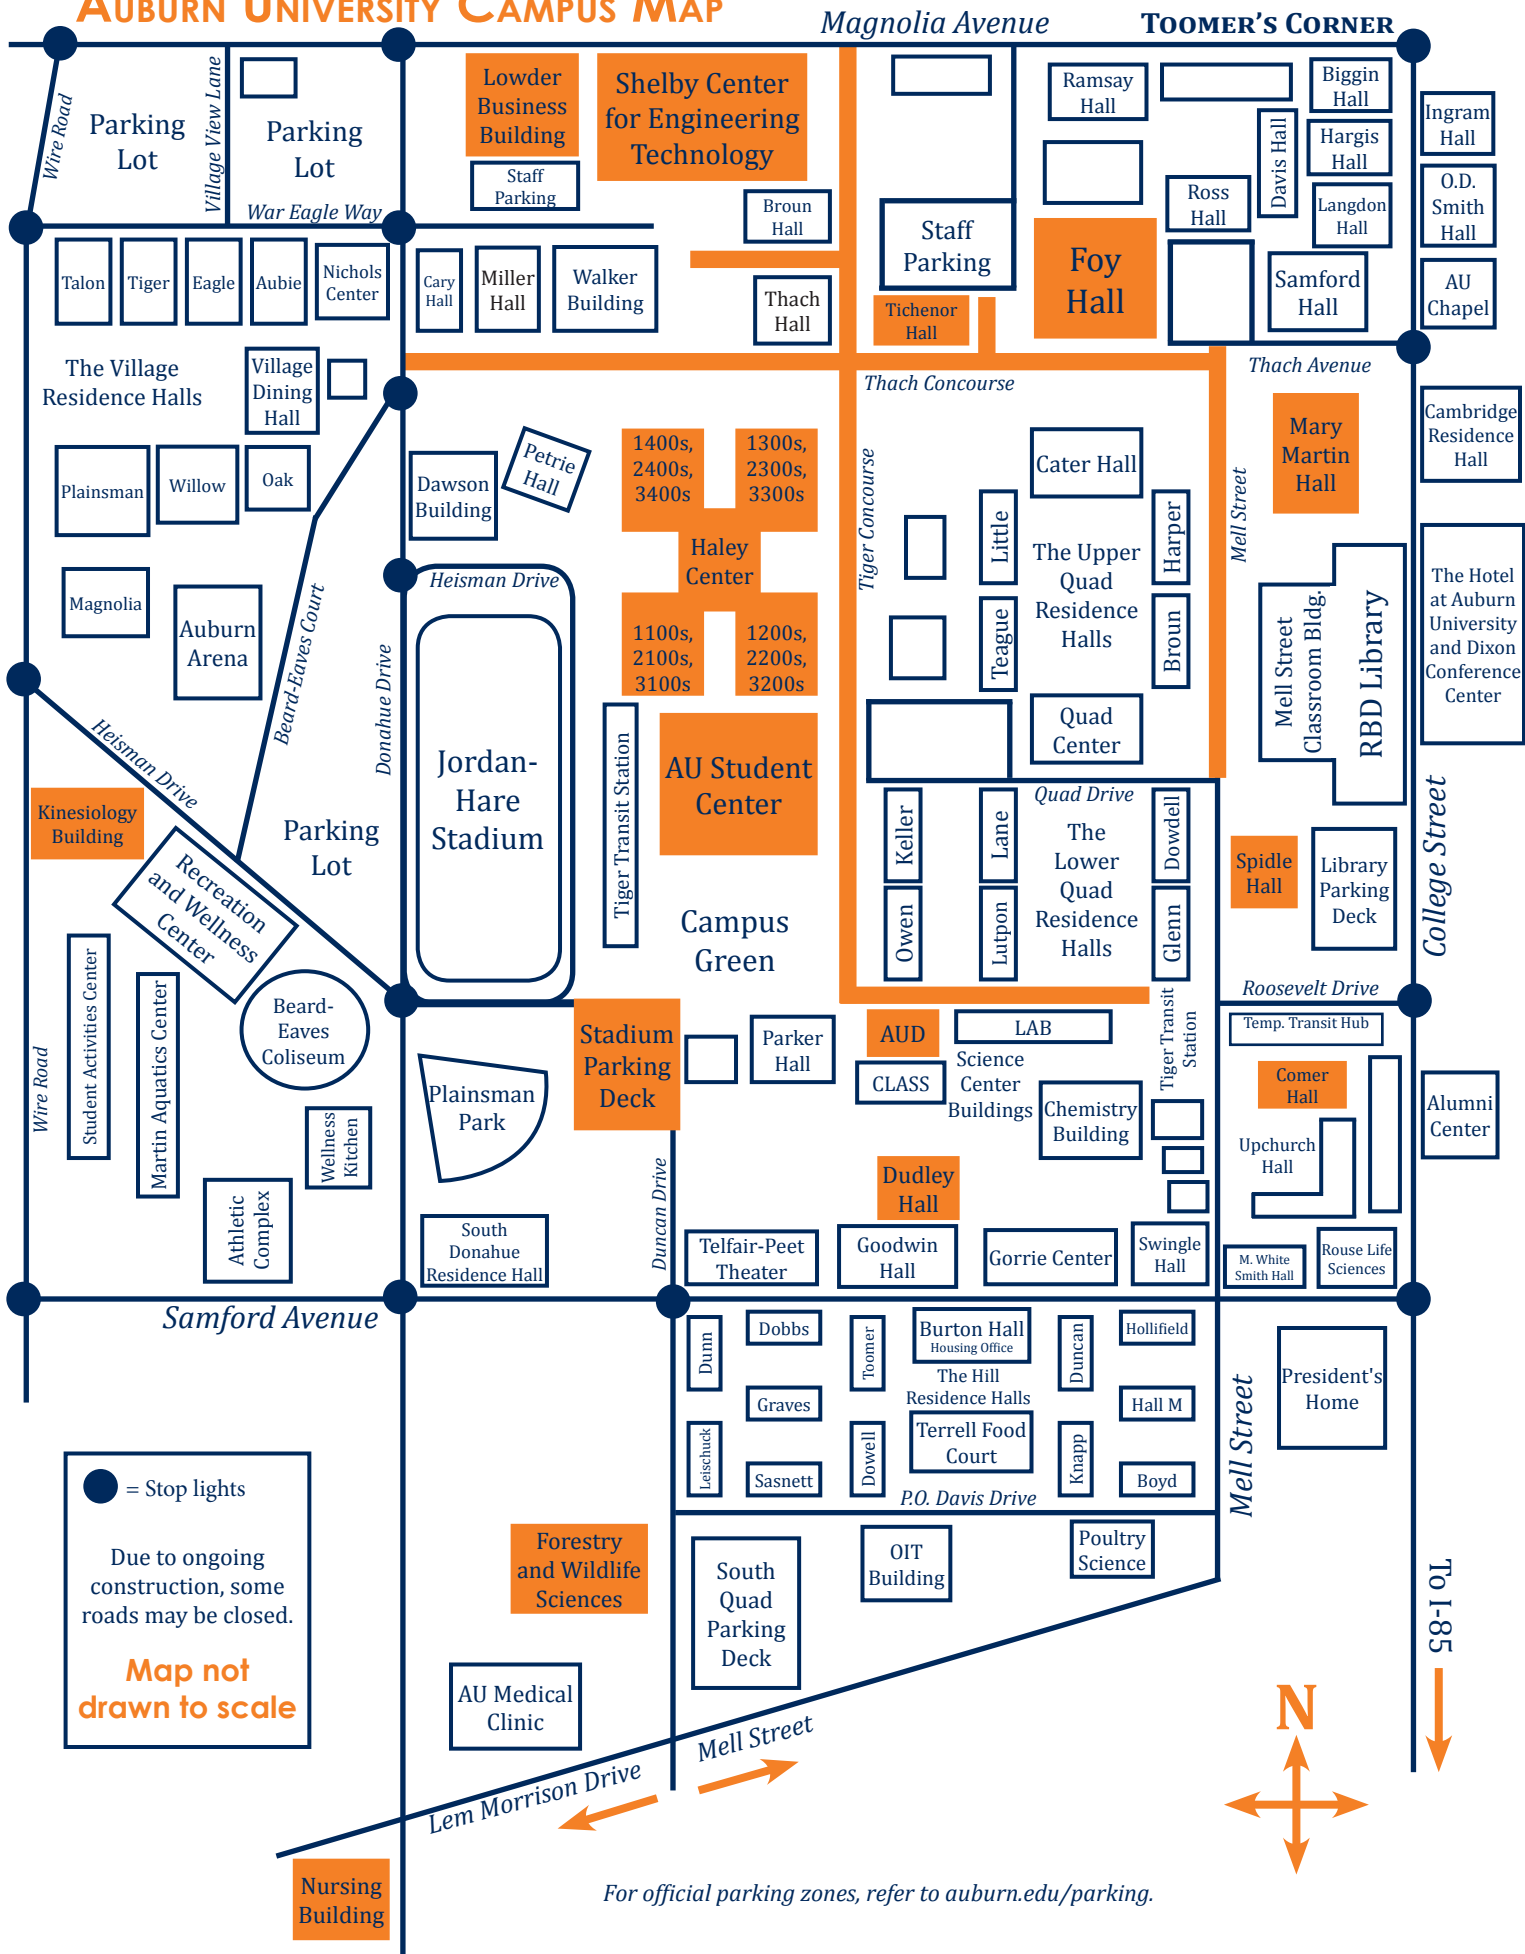 AUBURN UNIVERSITY CAMPUS MAP
Magnolia Avenue
TOOMER'S CORNER
Wire Road
Parking
Lot
Village View Lane
Parking
Lot
War Eagle Way
Lowder
Business
Building
Staff
Parking
Shelby Center
for Engineering
Technology
Broun
Hall
Staff
Parking
Ramsay
Hall
Ross
Hall
Davis Hall
Biggin
Hall
Hargis
Hall
Langdon
Hall
Ingram
Hall
O.D.
Smith
Hall
AU
Chapel
Foy
Hall
Samford
Hall
Talon
Tiger
Eagle
Aubie
Nichols
Center
Cary
Hall
Miller
Hall
Walker
Building
Thach
Hall
Tichenor
Hall
Thach Concourse
Thach Avenue
The Village
Residence Halls
Village
Dining
Hall
Plainsman
Willow
Oak
Magnolia
Auburn
Arena
Beard-Eaves Court
Dawson
Building
Petrie
Hall
Heisman Drive
Donahue Drive
Jordan-
Hare
Stadium
1400s,
2400s,
3400s
1300s,
2300s,
3300s
Haley
Center
1100s,
2100s,
3100s
1200s,
2200s,
3200s
Tiger Transit Station
AU Student
Center
Campus
Green
Tiger Concourse
Cater Hall
Little
Harper
The Upper
Quad
Residence
Halls
Teague
Broun
Quad
Center
Quad Drive
Keller
Lane
Dowdell
The
Lower
Quad
Residence
Halls
Owen
Lutpon
Glenn
Mell Street
Mary
Martin
Hall
Mell Street
Classroom Bldg.
RBD Library
Cambridge
Residence
Hall
The Hotel
at Auburn
University
and Dixon
Conference
Center
College Street
Spidle
Hall
Library
Parking
Deck
Roosevelt Drive
Temp. Transit Hub
Comer
Hall
Upchurch
Hall
Alumni
Center
M. White
Smith Hall
Rouse Life
Sciences
Heisman Drive
Kinesiology
Building
Parking
Lot
Recreation
and Wellness
Center
Wire Road
Student Activities Center
Martin Aquatics Center
Beard-
Eaves
Coliseum
Wellness
Kitchen
Athletic
Complex
Plainsman
Park
South
Donahue
Residence Hall
Stadium
Parking
Deck
Parker
Hall
Duncan Drive
AUD
LAB
CLASS
Science
Center
Buildings
Chemistry
Building
Tiger Transit
Station
Dudley
Hall
Telfair-Peet
Theater
Goodwin
Hall
Gorrie Center
Swingle
Hall
Samford Avenue
Dunn
Dobbs
Toomer
Burton Hall
Housing Office
Duncan
Hollifield
The Hill
Residence Halls
Graves
Hall M
Leischuck
Sasnett
Dowell
Terrell Food
Court
Knapp
Boyd
P.O. Davis Drive
Mell Street
President's
Home
= Stop lights
Due to ongoing
construction, some
roads may be closed.
Map not
drawn to scale
Forestry
and Wildlife
Sciences
South
Quad
Parking
Deck
OIT
Building
Poultry
Science
AU Medical
Clinic
Mell Street
Lem Morrison Drive
Nursing
Building
To I-85
N
For official parking zones, refer to auburn.edu/parking.